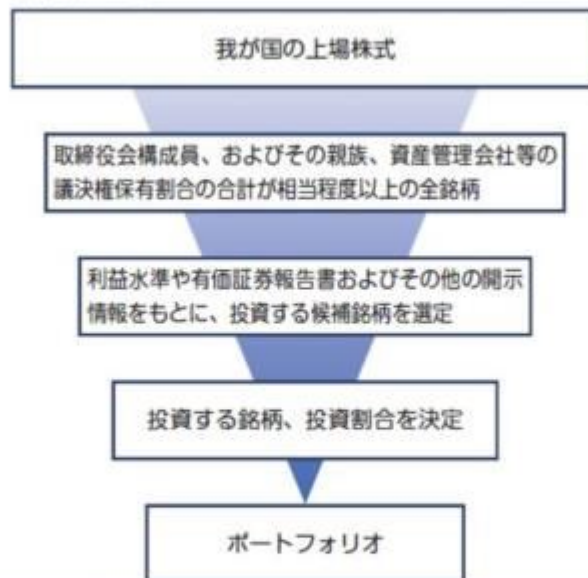 我が国の上場株式
取締役会構成員、およびその親族、資産管理会社等の
議決権保有割合の合計が相当程度以上の全銘柄
利益水準や有価証券報告書およびその他の開示
情報をもとに、投資する候補銘柄を選定
投資する銘柄、投資割合を決定
ポートフォリオ